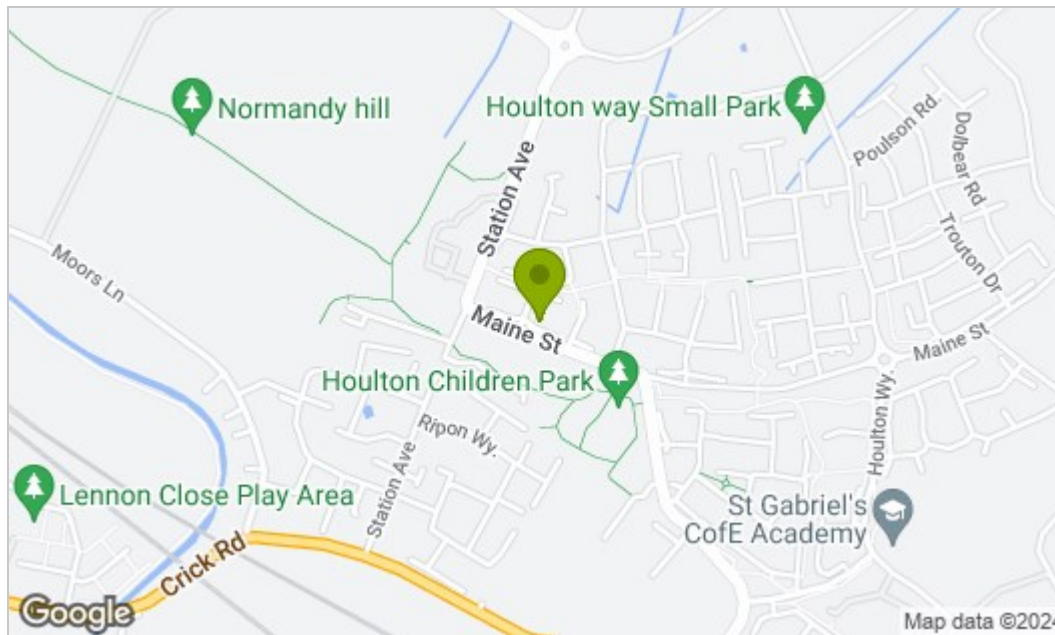 Normandy hill
Houlton way Small Park
Poulson Rd.
Dolbear Rd
Station Ave
Trouton Dr
Moors Ln
Maine St
Maine St
Houlton Children Park
Ripon Wy.
Houlton Wy.
Lennon Close Play Area
Station Ave
St Gabriel's
CofE Academy
Crick Rd
Google
Map data ©2024